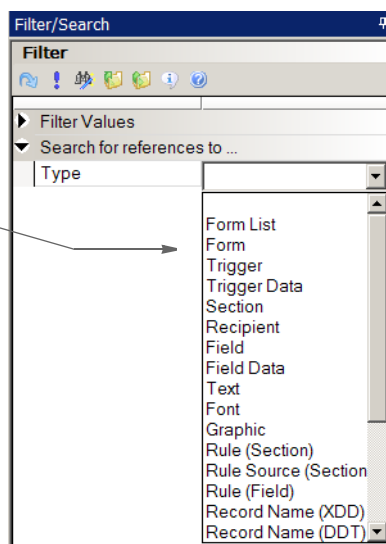 Filter/Search
Filter
Filter Values
Search for references to ...
Type
Form List
Form
Trigger
Trigger Data
Section
Recipient
Field
Field Data
Text
Font
Graphic
Rule (Section)
Rule Source (Section
Rule (Field)
Record Name (XDD)
Record Name (DDT)